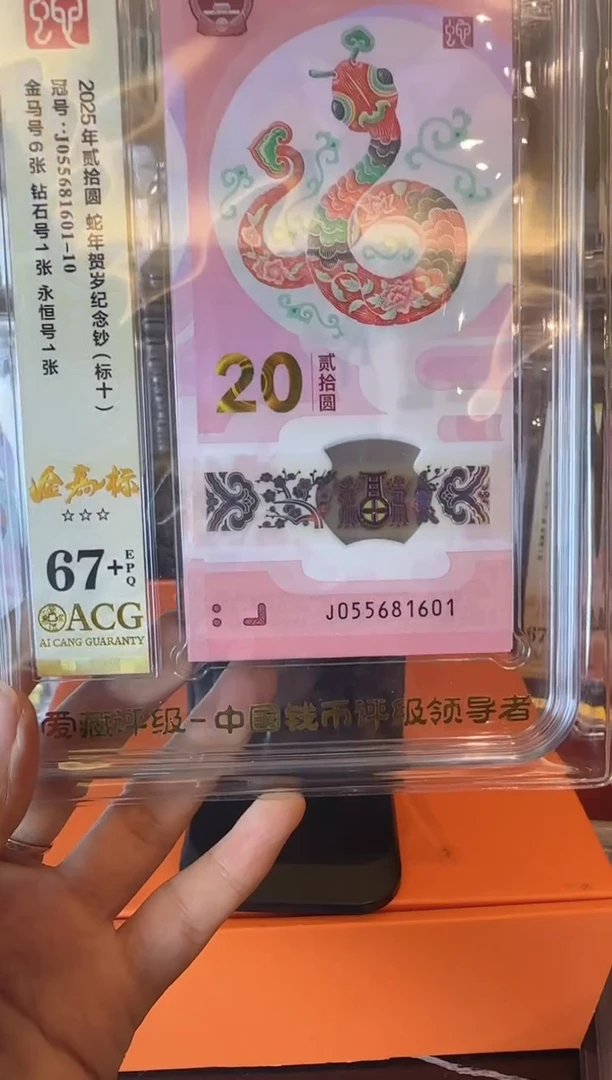 2025年贰拾圆 蛇年贺岁纪念钞(标十)
冠号:J055681601-10
金马号6张 钻石号1张 永恒号1张
金马标
☆☆☆
67+EPQ
ACG
AI CANG GUARANTY
20
贰拾圆
J055681601
爱藏评级-中国钱币评级领导者